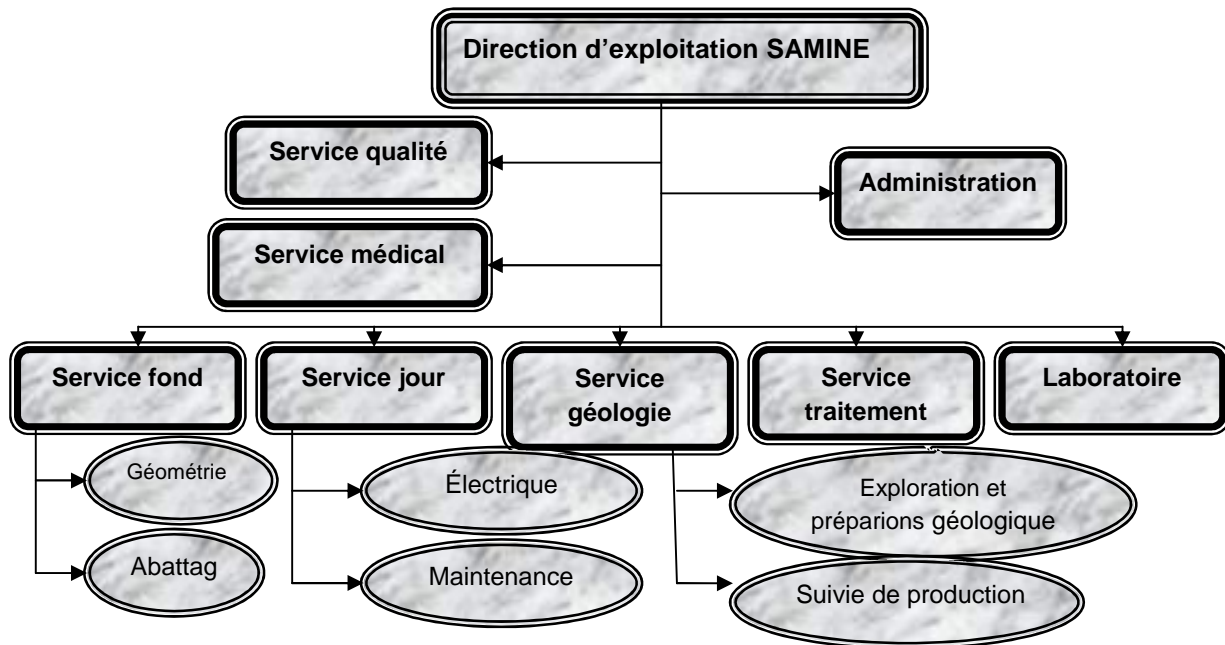 Direction d’exploitation SAMINE
Service qualité
Administration
Service médical
Service fond
Service jour
Service
géologie
Service
traitement
Laboratoire
Géométrie
Électrique
Exploration et
préparions géologique
Abattag
Maintenance
Suivie de production